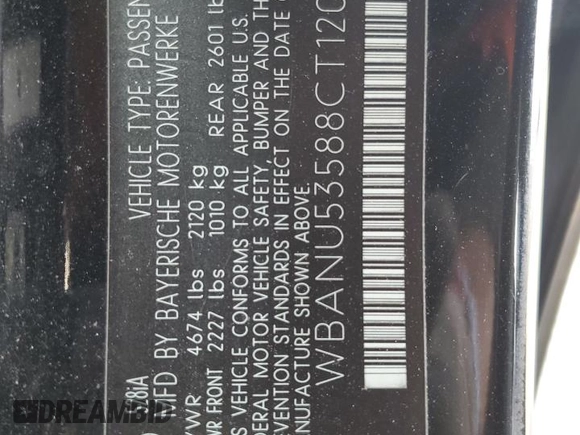 VEHICLE TYPE: PASSEN
MFD BY BAYERISCHE MOTORENWERKE
4674 lbs 2120 kg
FRONT 2227 lbs 1010 kg REAR 2601 lb
VEHICLE CONFORMS TO ALL APPLICABLE U.S.
MOTOR VEHICLE SAFETY, BUMPER AND THE
STANDARDS IN EFFECT ON THE DATE O
SHOWN ABOVE.
WBANU53588CT120
DREAMBID